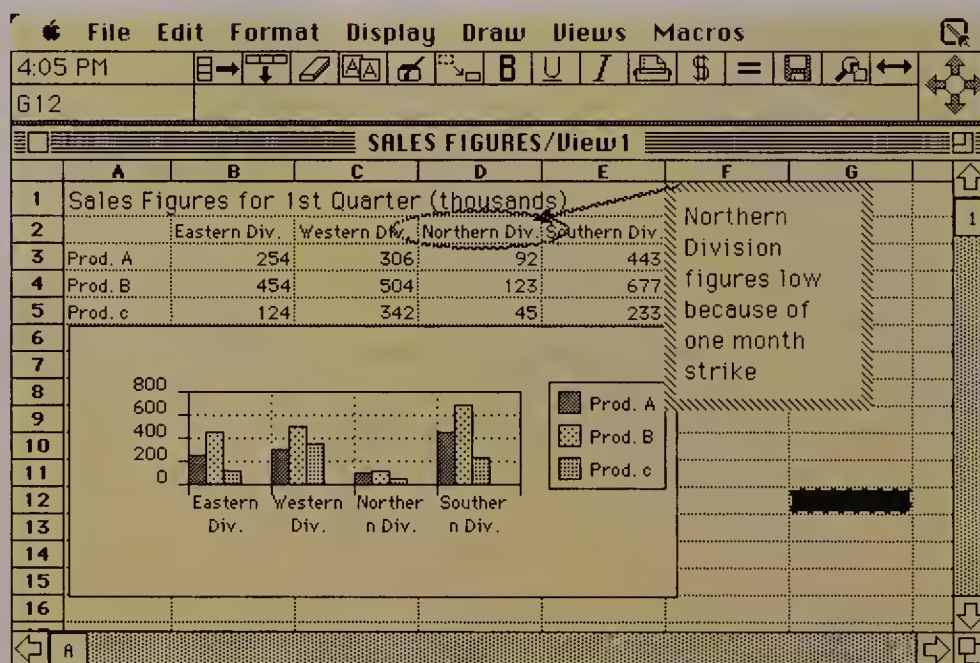 File Edit Format Display Draw Views Macros
4:05 PM B U I $ =
G12
SALES FIGURES/View1
A B C D E F G
1 Sales Figures for 1st Quarter (thousands)
2 Eastern Div. Western Div. Northern Div. Southern Div.
3 Prod. A 254 306 92 443
4 Prod. B 454 504 123 677
5 Prod. c 124 342 45 233
Northern
Division
figures low
because of
one month
strike
1
6
7
8
9
10
11
12
13
14
15
16
800
600
400
200
0
Eastern Div.
Western Div.
Norther n Div.
Souther n Div.
Prod. A
Prod. B
Prod. c
A